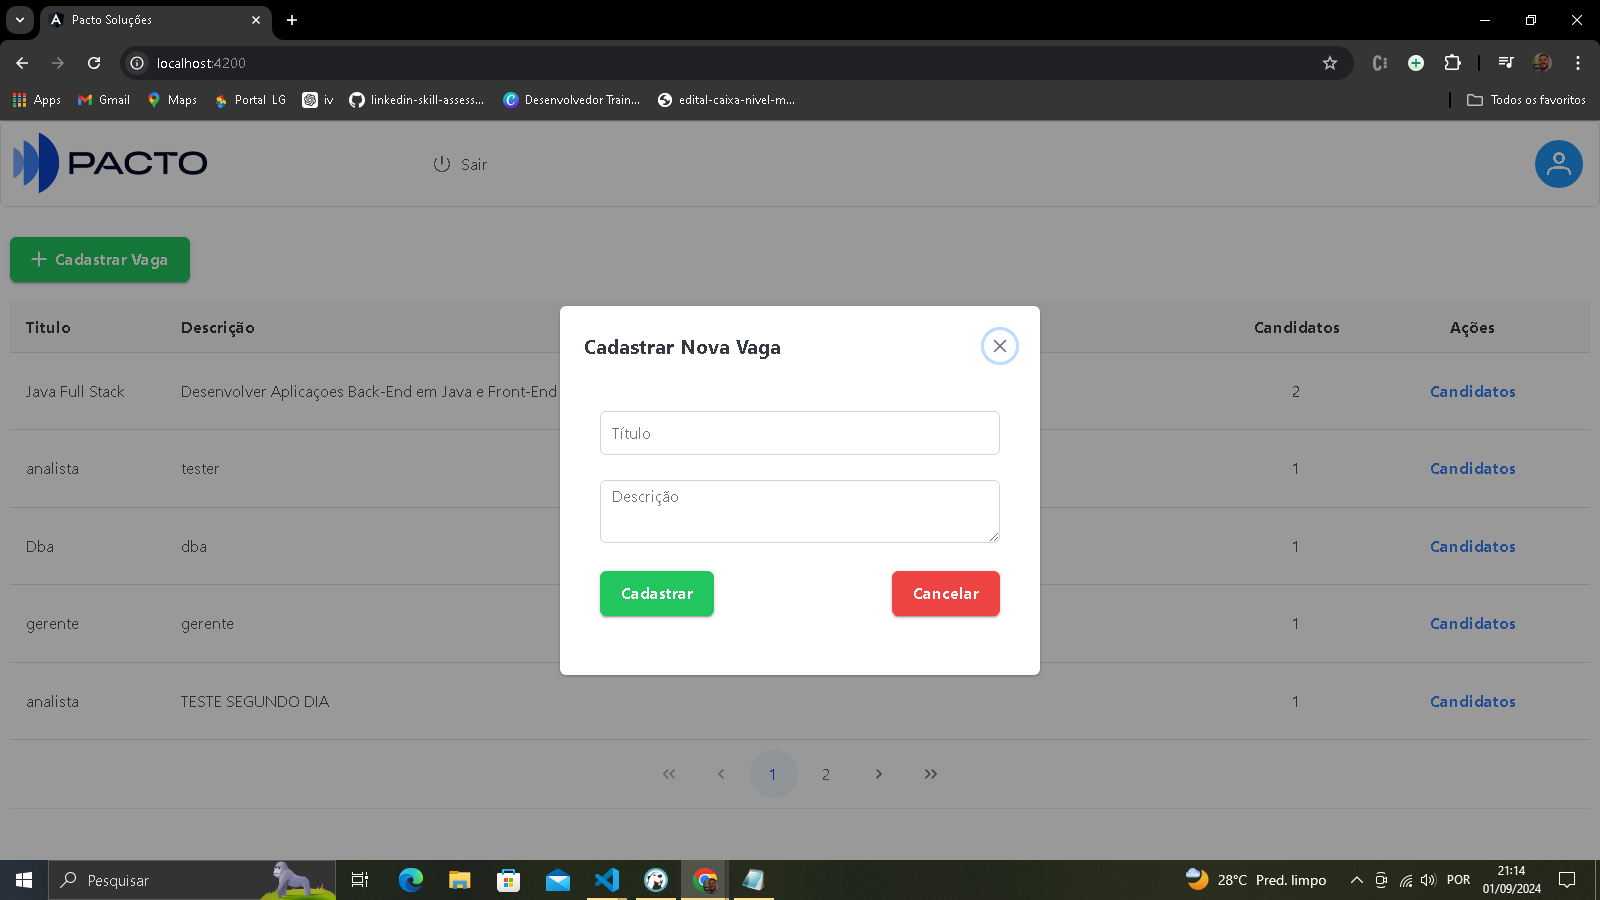 Pacto Soluções
localhost:4200
Apps Gmail Maps Portal LG iv linkedin-skill-assess... Desenvolvedor Train... edital-caixa-nivel-m... Todos os favoritos
PACTO Sair
Cadastrar Vaga
Titulo Descrição Candidatos Ações
Java Full Stack Desenvolver Aplicaçoes Back-End em Java e Front-End 2 Candidatos
analista tester 1 Candidatos
Dba dba 1 Candidatos
gerente gerente 1 Candidatos
analista TESTE SEGUNDO DIA 1 Candidatos
1 2
Cadastrar Nova Vaga
Título
Descrição
Cadastrar Cancelar
Pesquisar 28°C Pred. limpo POR 21:14
01/09/2024